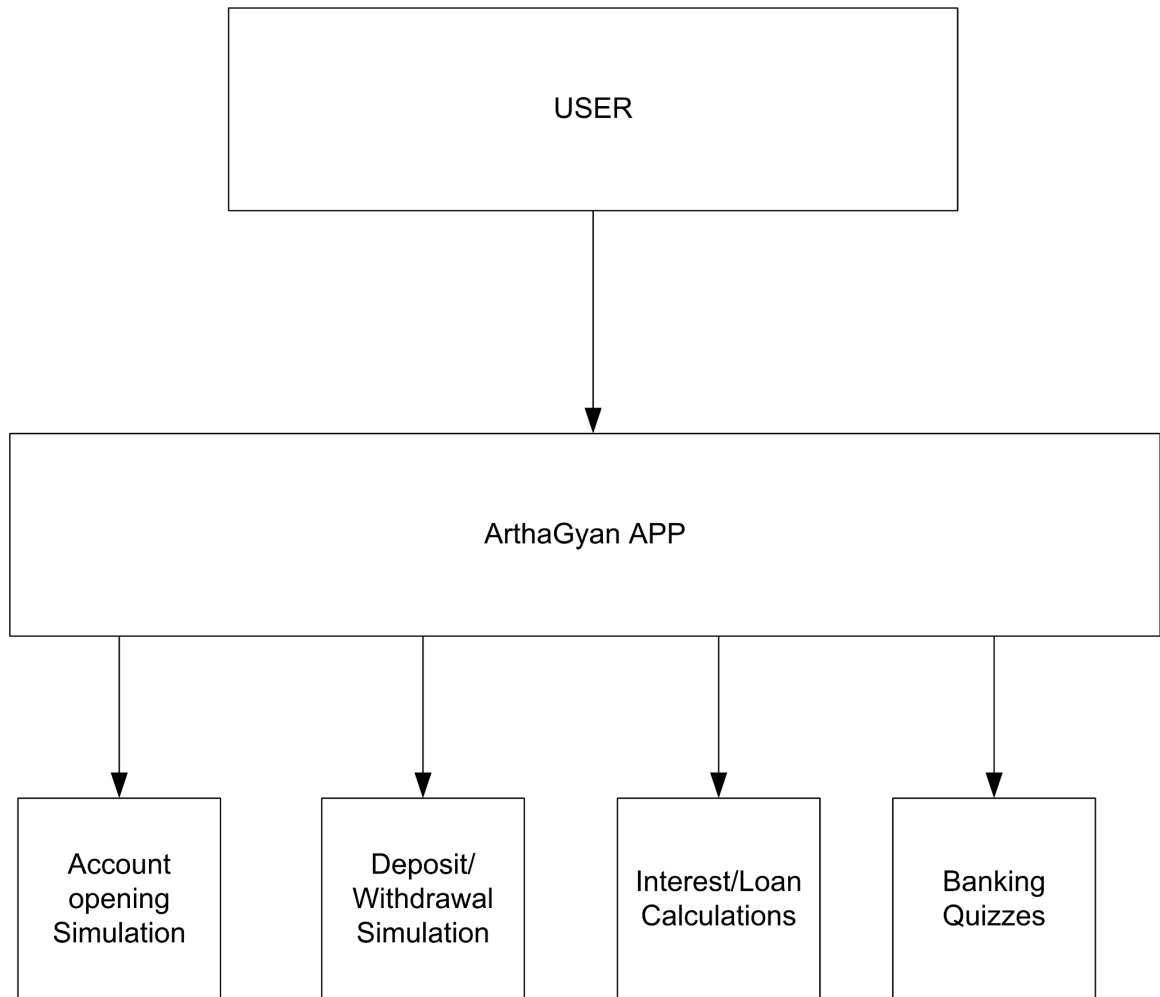 USER
ArthaGyan APP
Account
opening
Simulation
Deposit/
Withdrawal
Simulation
Interest/Loan
Calculations
Banking
Quizzes